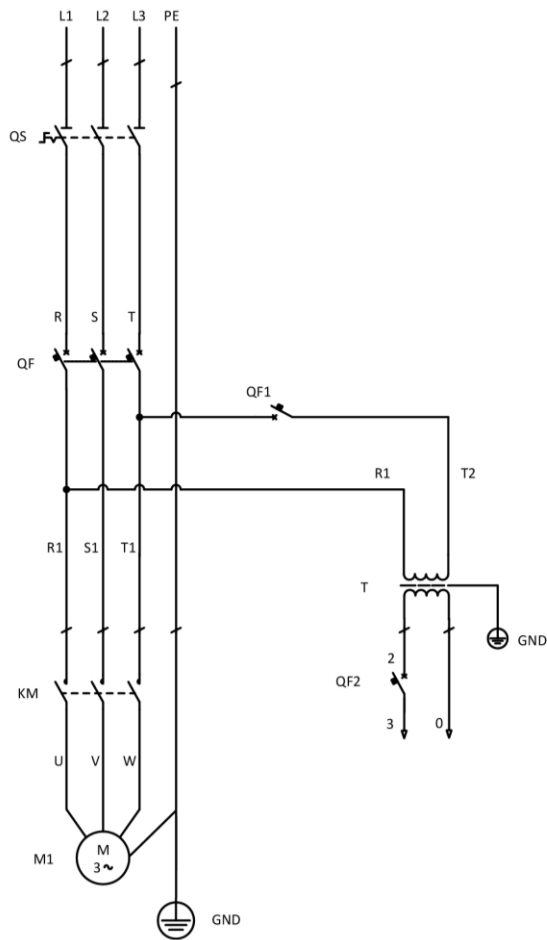 L1 L2 L3 PE
QS
R S T
QF
QF1
R1 T2
R1 S1 T1
T
GND
2
QF2
KM
3 0
U V W
M
3~
M1
GND